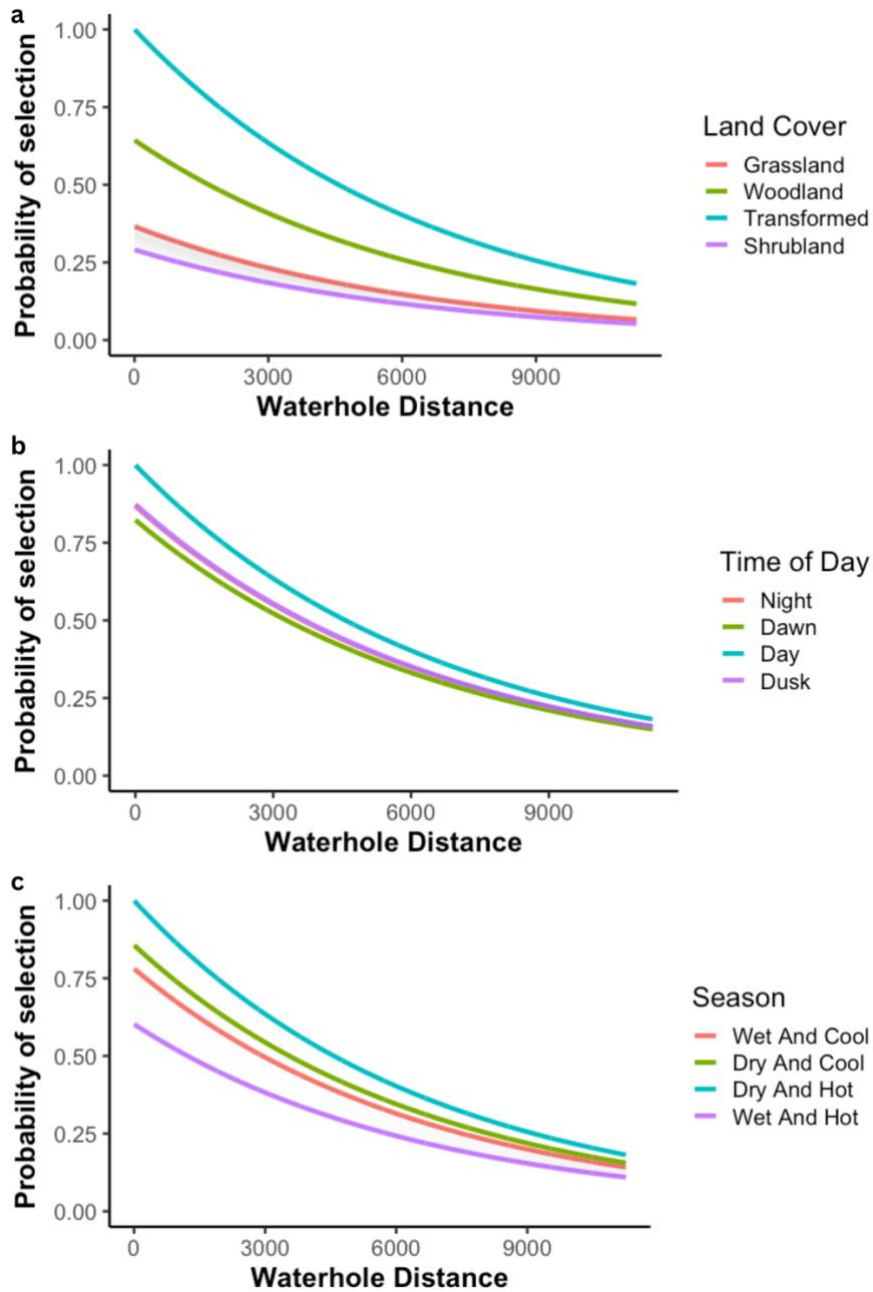 a
Probability of selection
1.00
0.75
0.50
0.25
0.00
0 3000 6000 9000
Waterhole Distance
Land Cover
Grassland
Woodland
Transformed
Shrubland
b
Probability of selection
1.00
0.75
0.50
0.25
0.00
0 3000 6000 9000
Waterhole Distance
Time of Day
Night
Dawn
Day
Dusk
c
Probability of selection
1.00
0.75
0.50
0.25
0.00
0 3000 6000 9000
Waterhole Distance
Season
Wet And Cool
Dry And Cool
Dry And Hot
Wet And Hot